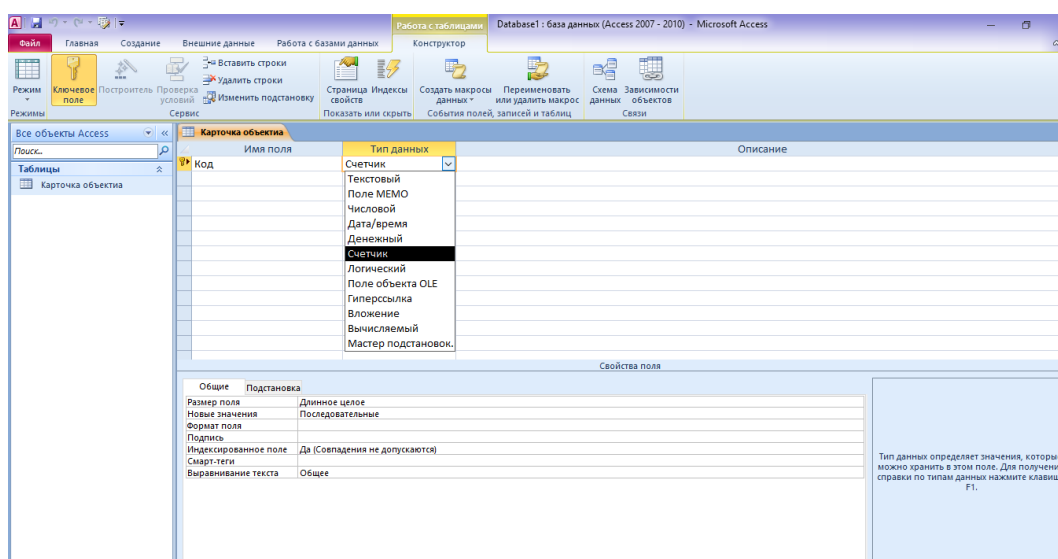 Работа с таблицами
Database1 : база данных (Access 2007 - 2010) - Microsoft Access
Файл Главная Создание Внешние данные Работа с базами данных Конструктор
Режим
Ключевое поле
Построитель
Проверка условий
Вставить строки
Удалить строки
Изменить подстановку
Страница свойств
Индексы
Создать макросы данных
Переименовать или удалить макрос
Схема данных
Зависимости объектов
Режимы Сервис Показать или скрыть События полей, записей и таблиц Связи
Все объекты Access
Поиск...
Таблицы
Карточка объектиа
Карточка объектиа
Имя поля Тип данных Описание
Код Счетчик
Текстовый
Поле МЕМО
Числовой
Дата/время
Денежный
Счетчик
Логический
Поле объекта OLE
Гиперссылка
Вложение
Вычисляемый
Мастер подстановок.
Свойства поля
Общие Подстановка
Размер поля Длинное целое
Новые значения Последовательные
Формат поля
Подпись
Индексированное поле Да (Совпадения не допускаются)
Смарт-теги
Выравнивание текста Общее
Тип данных определяет значения, которы
можно хранить в этом поле. Для получени
справки по типам данных нажмите клавиш
F1.